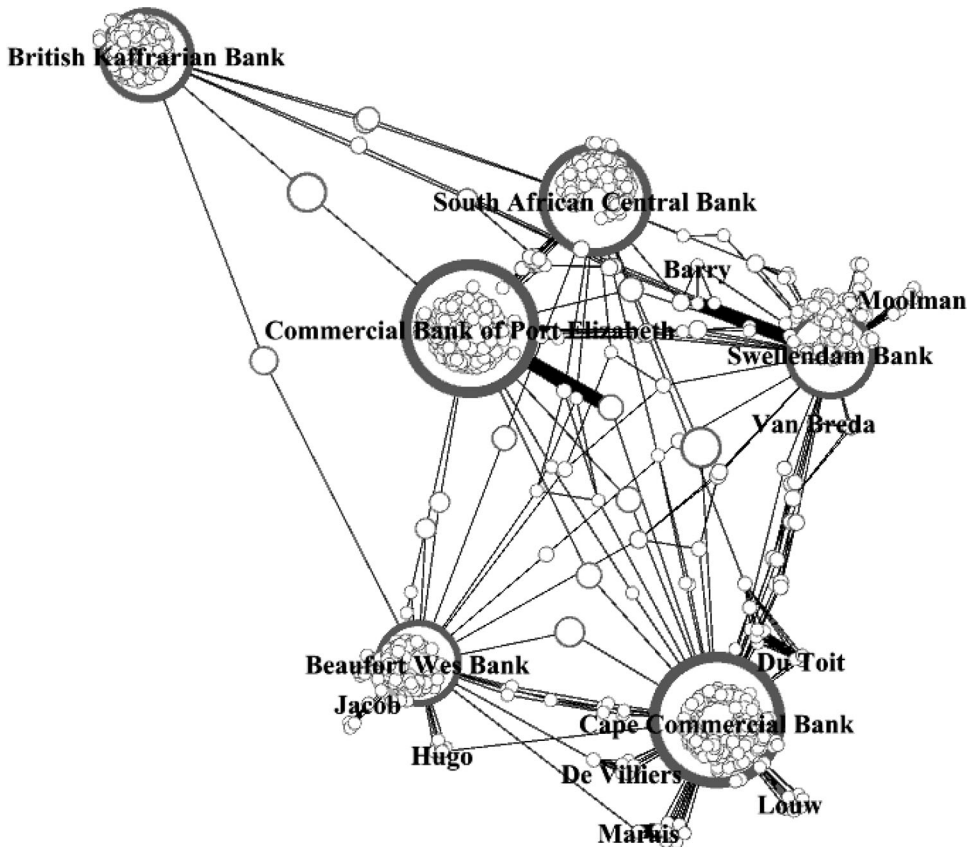 British Kaffrarian Bank
South African Central Bank
Barry
Moolman
Commercial Bank of Port Elizabeth
Swellendam Bank
Van Breda
Beaufort Wes Bank
Du Toit
Jacob
Cape Commercial Bank
Hugo
De Villiers
Louw
Marais